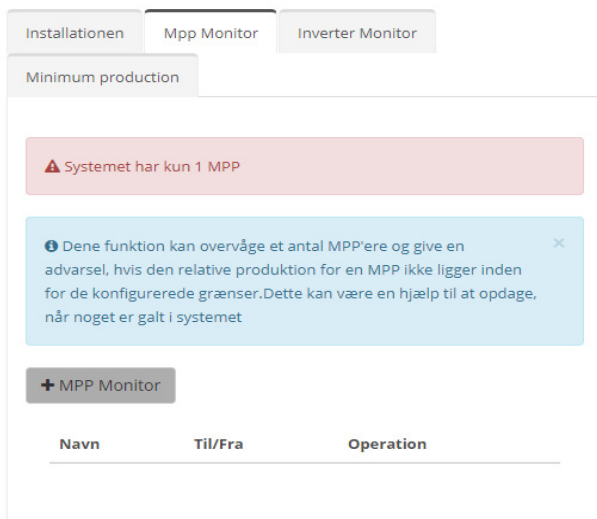 Installationen Mpp Monitor Inverter Monitor
Minimum production
Systemet har kun 1 MPP
Dene funktion kan overvåge et antal MPP'ere og give en ×
advarsel, hvis den relative produktion for en MPP ikke ligger inden
for de konfigurerede grænser.Dette kan være en hjælp til at opdage,
når noget er galt i systemet
+ MPP Monitor
Navn Til/Fra Operation